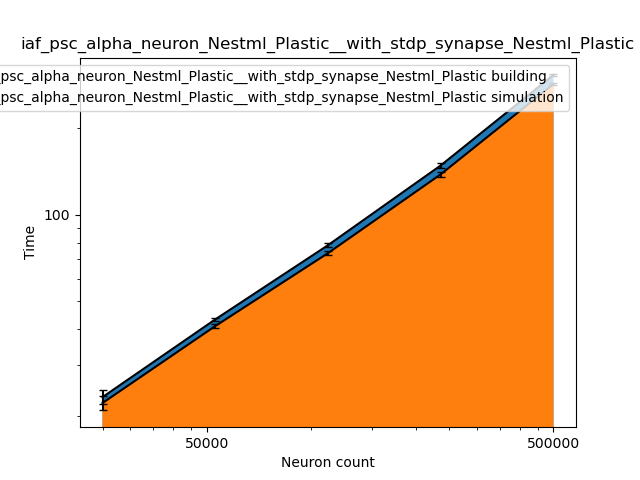 iaf_psc_alpha_neuron_Nestml_Plastic__with_stdp_synapse_Nestml_Plastic
psc_alpha_neuron_Nestml_Plastic__with_stdp_synapse_Nestml_Plastic building
psc_alpha_neuron_Nestml_Plastic__with_stdp_synapse_Nestml_Plastic simulation
100
Time
50000 500000
Neuron count